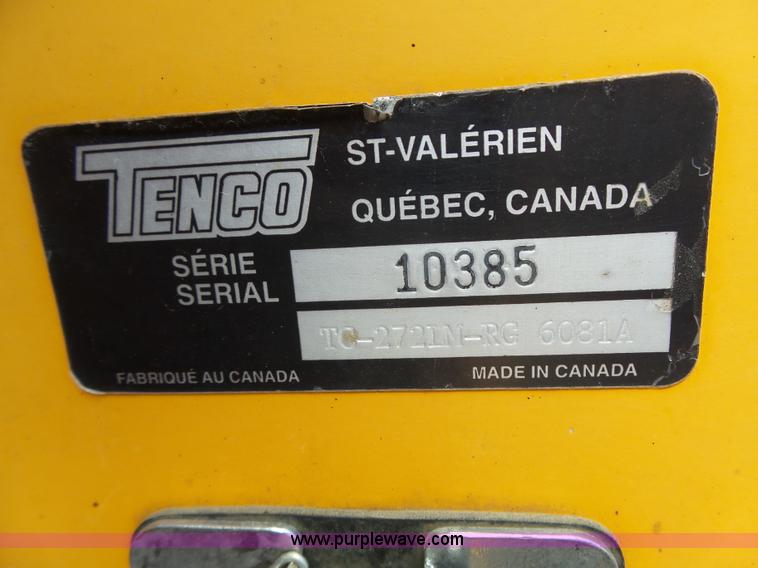 TENCO
ST-VALÉRIEN
QUÉBEC, CANADA
SÉRIE
SERIAL
10385
TC-272LM-RG 6081A
FABRIQUÉ AU CANADA
MADE IN CANADA
www.purplewave.com